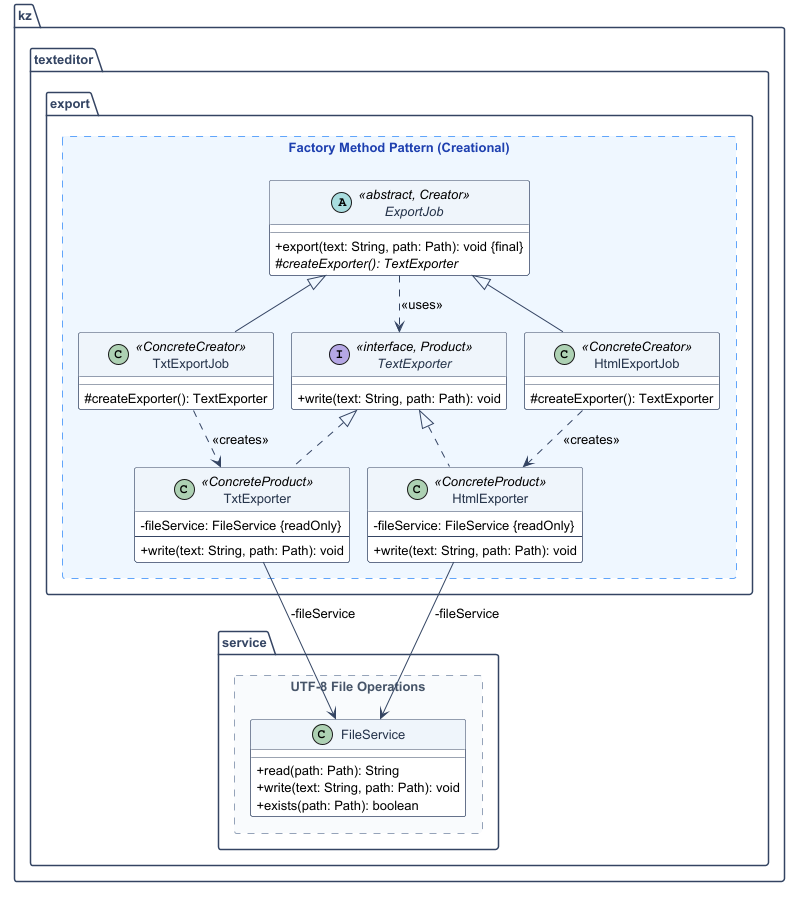 kz
texteditor
export
Factory Method Pattern (Creational)
A
«abstract, Creator»
ExportJob
+export(text: String, path: Path): void {final}
#createExporter(): TextExporter
«uses»
C
«ConcreteCreator»
TxtExportJob
#createExporter(): TextExporter
I
«interface, Product»
TextExporter
+write(text: String, path: Path): void
C
«ConcreteCreator»
HtmlExportJob
#createExporter(): TextExporter
«creates»
«creates»
C
«ConcreteProduct»
TxtExporter
-fileService: FileService {readOnly}
+write(text: String, path: Path): void
C
«ConcreteProduct»
HtmlExporter
-fileService: FileService {readOnly}
+write(text: String, path: Path): void
-fileService
-fileService
service
UTF-8 File Operations
C
FileService
+read(path: Path): String
+write(text: String, path: Path): void
+exists(path: Path): boolean